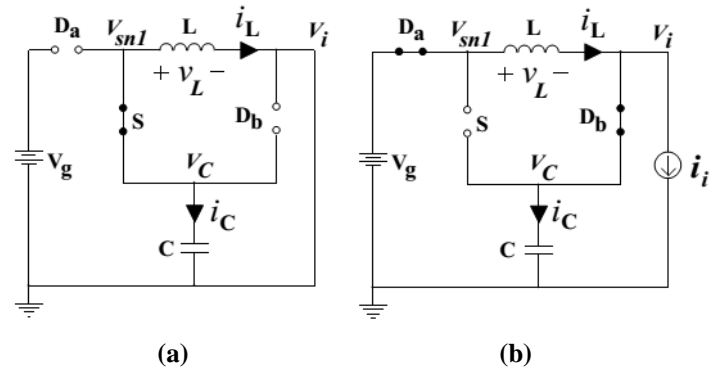 Da Vsn1 L iL Vi
+ vL −
S Db
Vg
VC
iC
C
(a)
Da Vsn1 L iL Vi
+ vL −
S Db
Vg ii
VC
iC
C
(b)